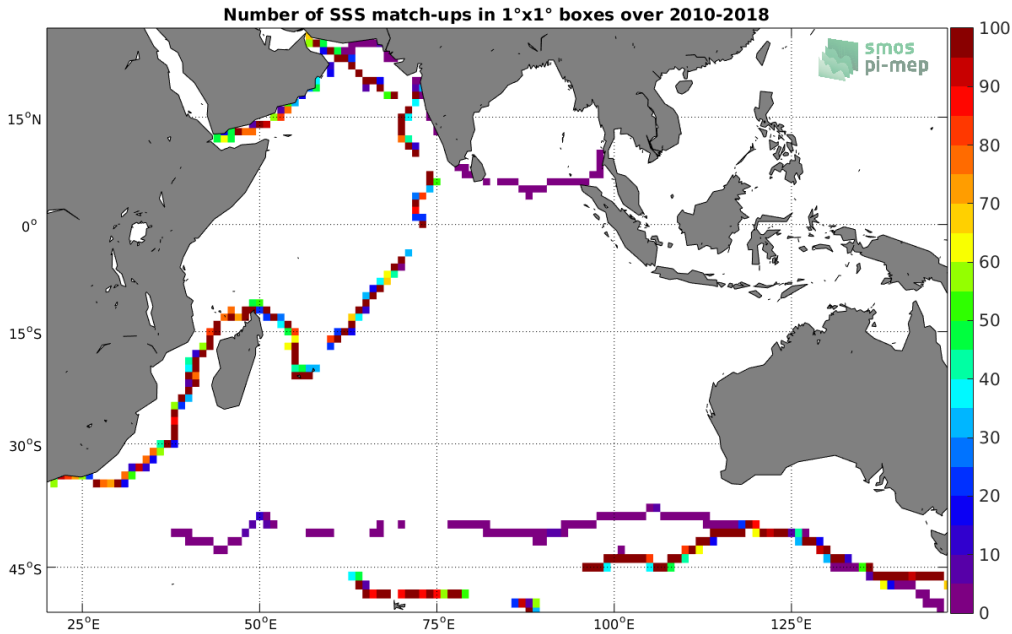 Number of SSS match-ups in 1°x1° boxes over 2010-2018
smos
pi-mep
100
90
80
70
60
50
40
30
20
10
0
15°N
0°
15°S
30°S
45°S
25°E
50°E
75°E
100°E
125°E